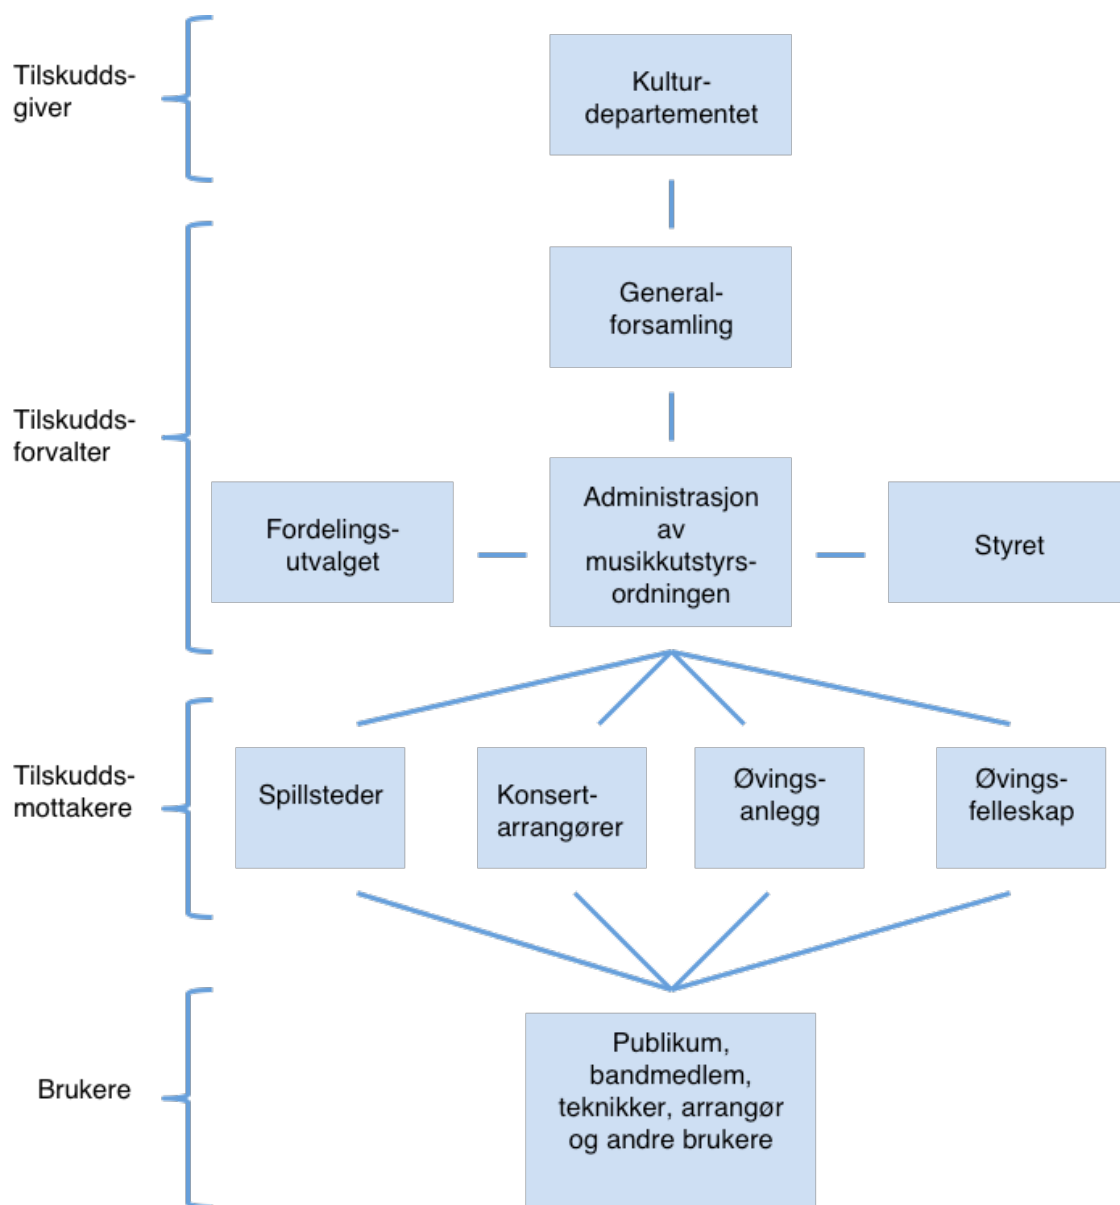 Tilskudds-
giver
Kultur-
departementet
General-
forsamling
Tilskudds-
forvalter
Fordelings-
utvalget
Administrasjon
av
musikkutstyrs-
ordningen
Styret
Tilskudds-
mottakere
Spillsteder
Konsert-
arrangører
Øvings-
anlegg
Øvings-
felleskap
Brukere
Publikum,
bandmedlem,
teknikker, arrangør
og andre brukere